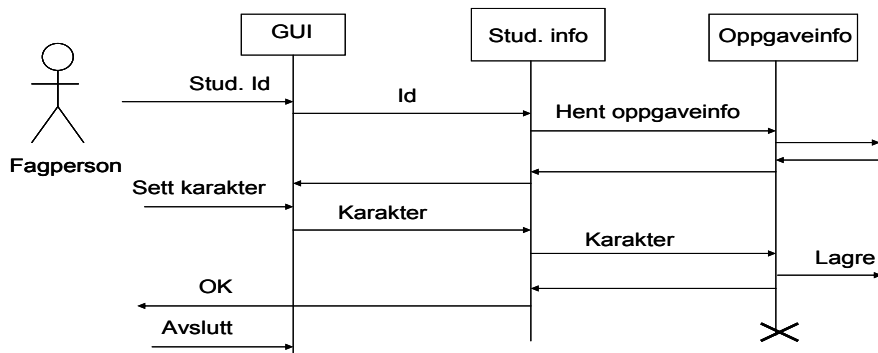 GUI
Stud. info
Oppgaveinfo
Stud. Id
Id
Hent oppgaveinfo
Fagperson
Sett karakter
Karakter
Karakter
Lagre
OK
Avslutt